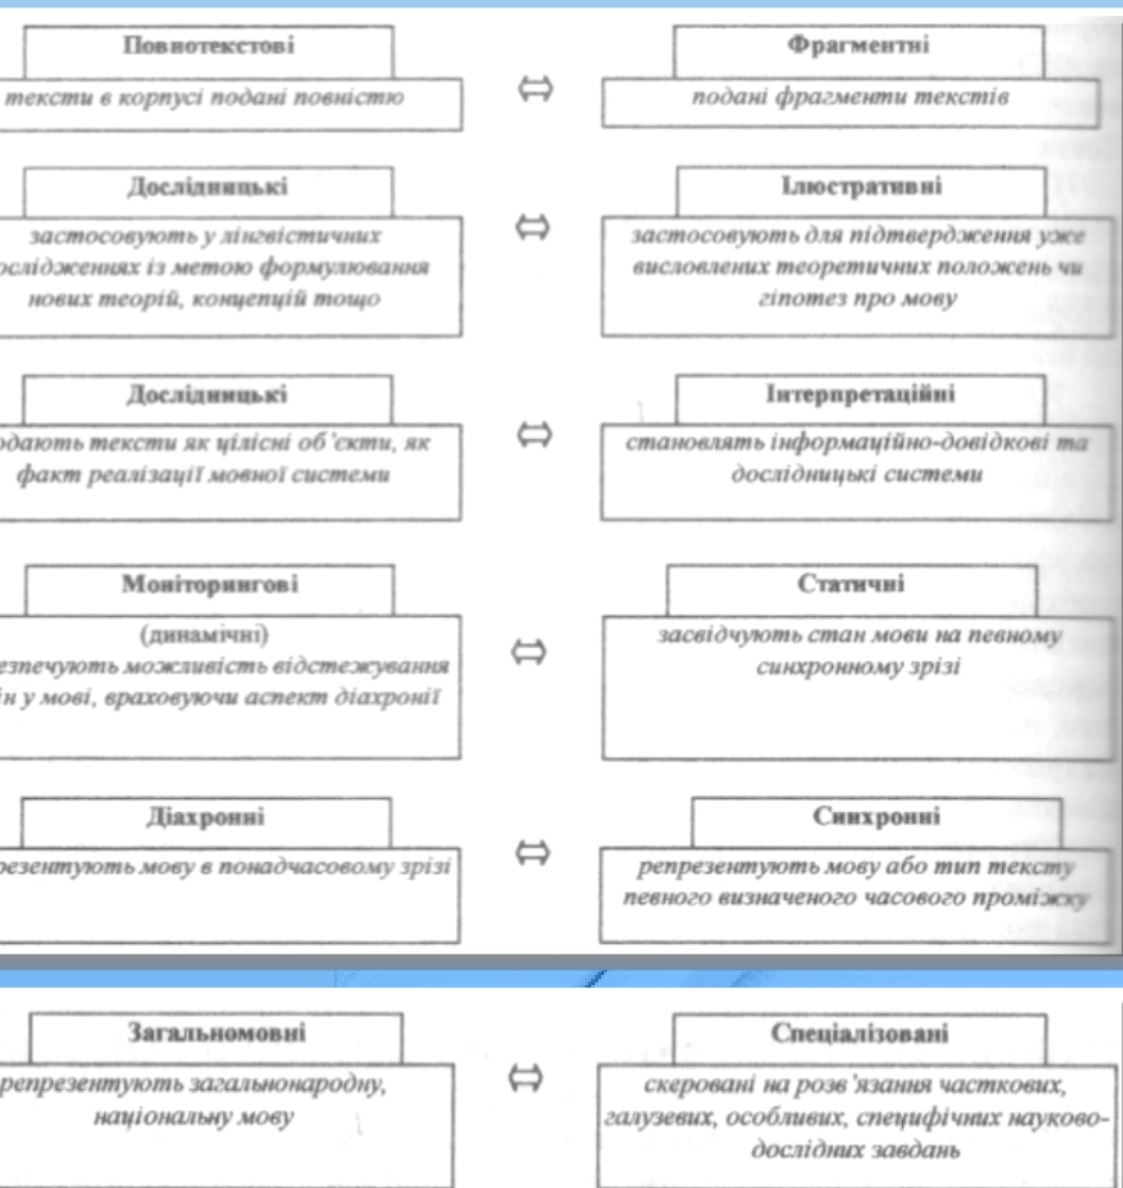 Повнотекстові
тексти в корпусі подані повністю
Фрагментні
подані фрагменти текстів
Дослідницькі
застосовують у лінгвістичних
ослідженнях із метою формулювання
нових теорій, концепцій тощо
Ілюстративні
застосовують для підтвердження уже
висловлених теоретичних положень чи
гіпотез про мову
Дослідницькі
одають тексти як цілісні об'єкти, як
факт реалізації мовної системи
Інтерпретаційні
становлять інформаційно-довідкові та
дослідницькі системи
Моніторингові
(динамічні)
езпечують можливість відстежування
ін у мові, враховуючи аспект діахронії
Статичні
засвідчують стан мови на певному
синхронному зрізі
Діахронні
резентують мову в понадчасовому зрізі
Синхронні
репрезентують мову або тип тексту
певного визначеного часового проміжку
Загальномовні
репрезентують загальнонародну,
національну мову
Спеціалізовані
скеровані на розв'язання часткових,
галузевих, особливих, специфічних науково-
дослідних завдань